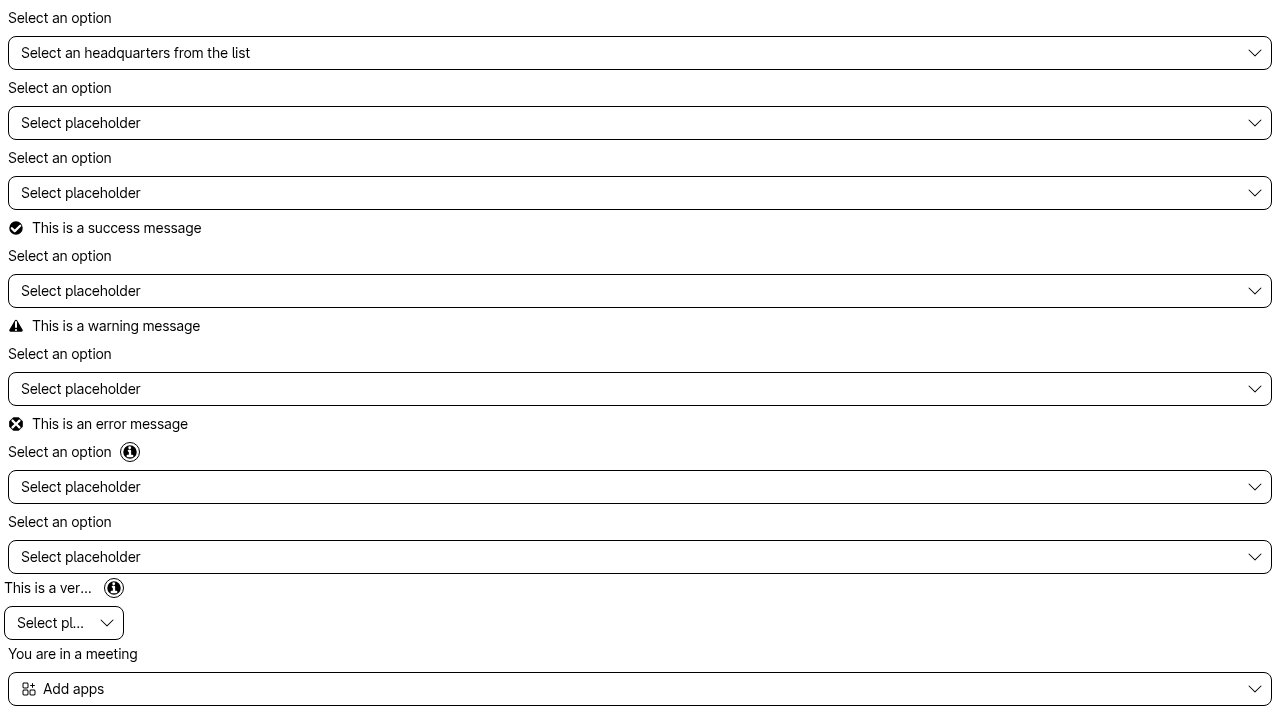 Select an option
Select an headquarters from the list
Select an option
Select placeholder
Select an option
Select placeholder
This is a success message
Select an option
Select placeholder
This is a warning message
Select an option
Select placeholder
This is an error message
Select an option
Select placeholder
Select an option
Select placeholder
This is a ver...
Select pl...
You are in a meeting
Add apps